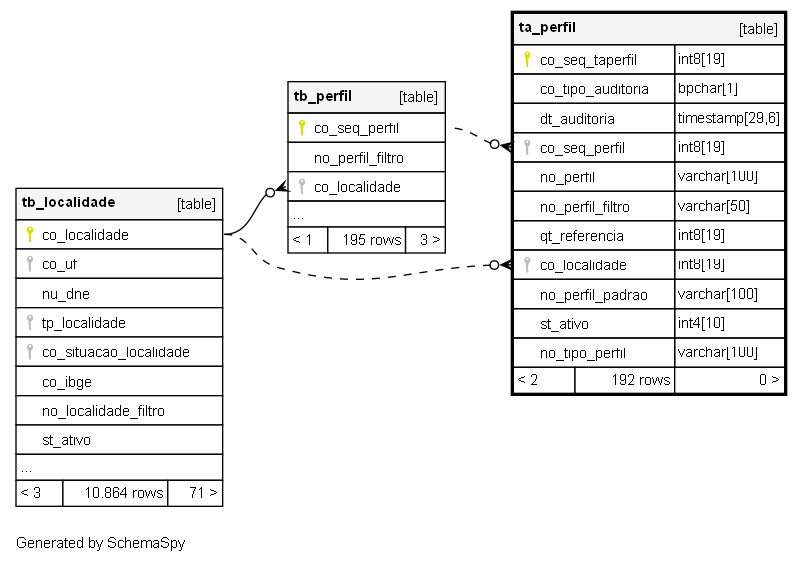 ta_perfil [table]
co_seq_taperfil int8[19]
co_tipo_auditoria bpchar[1]
dt_auditoria timestamp[29,6]
co_seq_perfil int8[19]
no_perfil varchar[100]
no_perfil_filtro varchar[50]
qt_referencia int8[19]
co_localidade int8[19]
no_perfil_padrao varchar[100]
st_ativo int4[10]
no_tipo_perfil varchar[100]
< 2 192 rows 0 >
tb_perfil [table]
co_seq_perfil
no_perfil_filtro
co_localidade
...
< 1 195 rows 3 >
tb_localidade [table]
co_localidade
co_uf
nu_dne
tp_localidade
co_situacao_localidade
co_ibge
no_localidade_filtro
st_ativo
...
< 3 10.864 rows 71 >
Generated by SchemaSpy